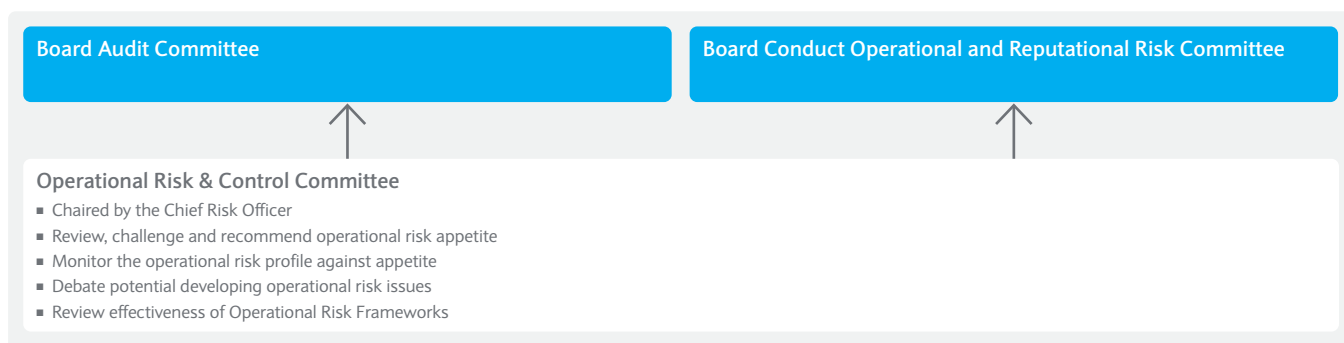 Board Audit Committee
Board Conduct Operational and Reputational Risk Committee
Operational Risk & Control Committee
■ Chaired by the Chief Risk Officer
■ Review, challenge and recommend operational risk appetite
■ Monitor the operational risk profile against appetite
■ Debate potential developing operational risk issues
■ Review effectiveness of Operational Risk Frameworks